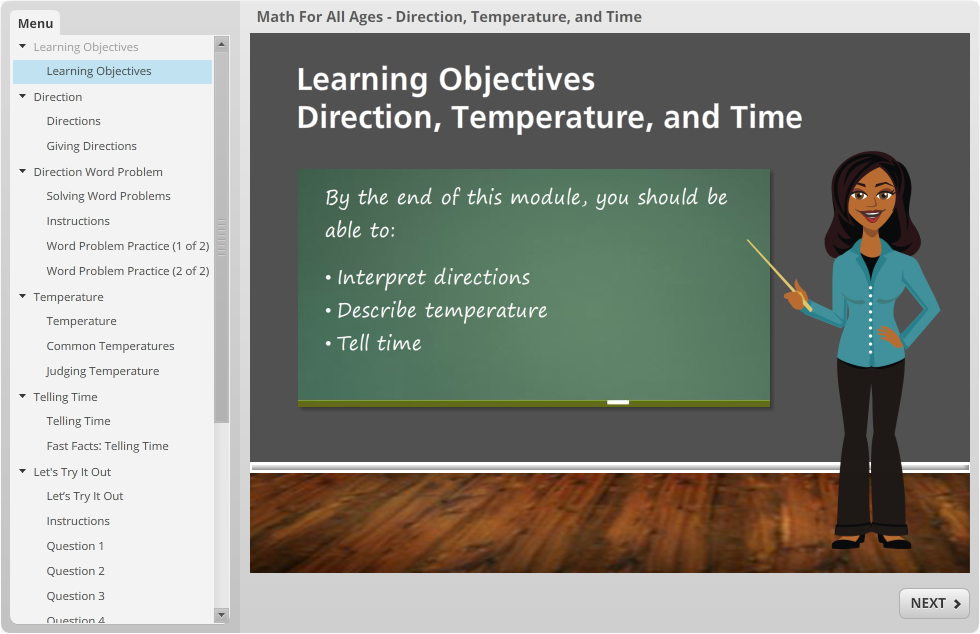 Menu
Learning Objectives
Learning Objectives
Direction
Directions
Giving Directions
Direction Word Problem
Solving Word Problems
Instructions
Word Problem Practice (1 of 2)
Word Problem Practice (2 of 2)
Temperature
Temperature
Common Temperatures
Judging Temperature
Telling Time
Telling Time
Fast Facts: Telling Time
Let's Try It Out
Let’s Try It Out
Instructions
Question 1
Question 2
Question 3
Question 4
Math For All Ages - Direction, Temperature, and Time
Learning Objectives
Direction, Temperature, and Time
By the end of this module, you should be
able to:
• Interpret directions
• Describe temperature
• Tell time
NEXT